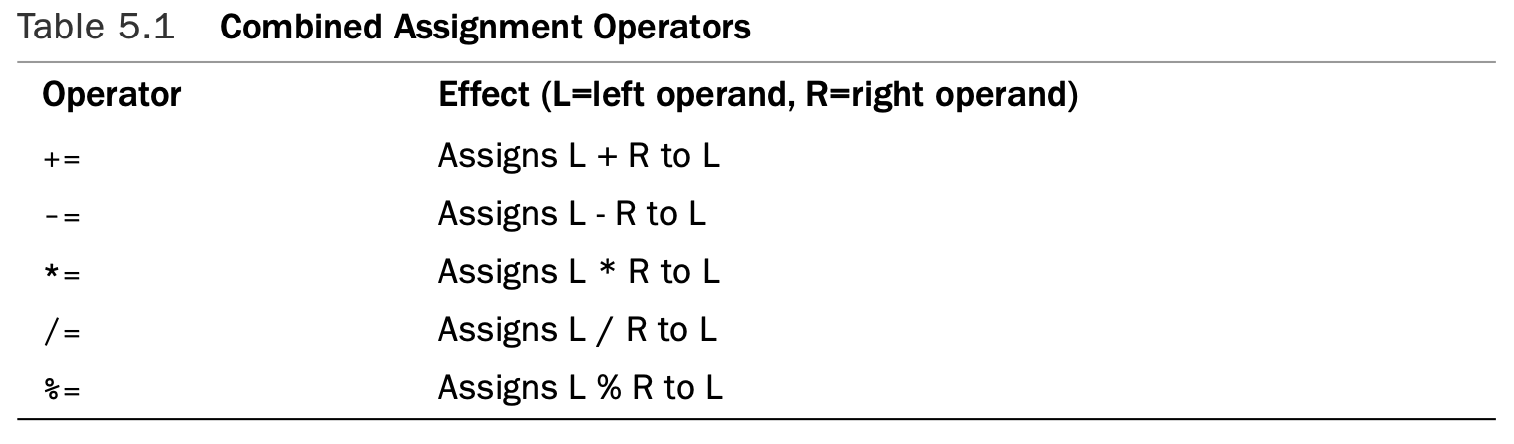 Table 5.1 Combined Assignment Operators
Operator Effect (L=left operand, R=right operand)
+= Assigns L + R to L
-= Assigns L - R to L
*= Assigns L * R to L
/= Assigns L / R to L
%= Assigns L % R to L